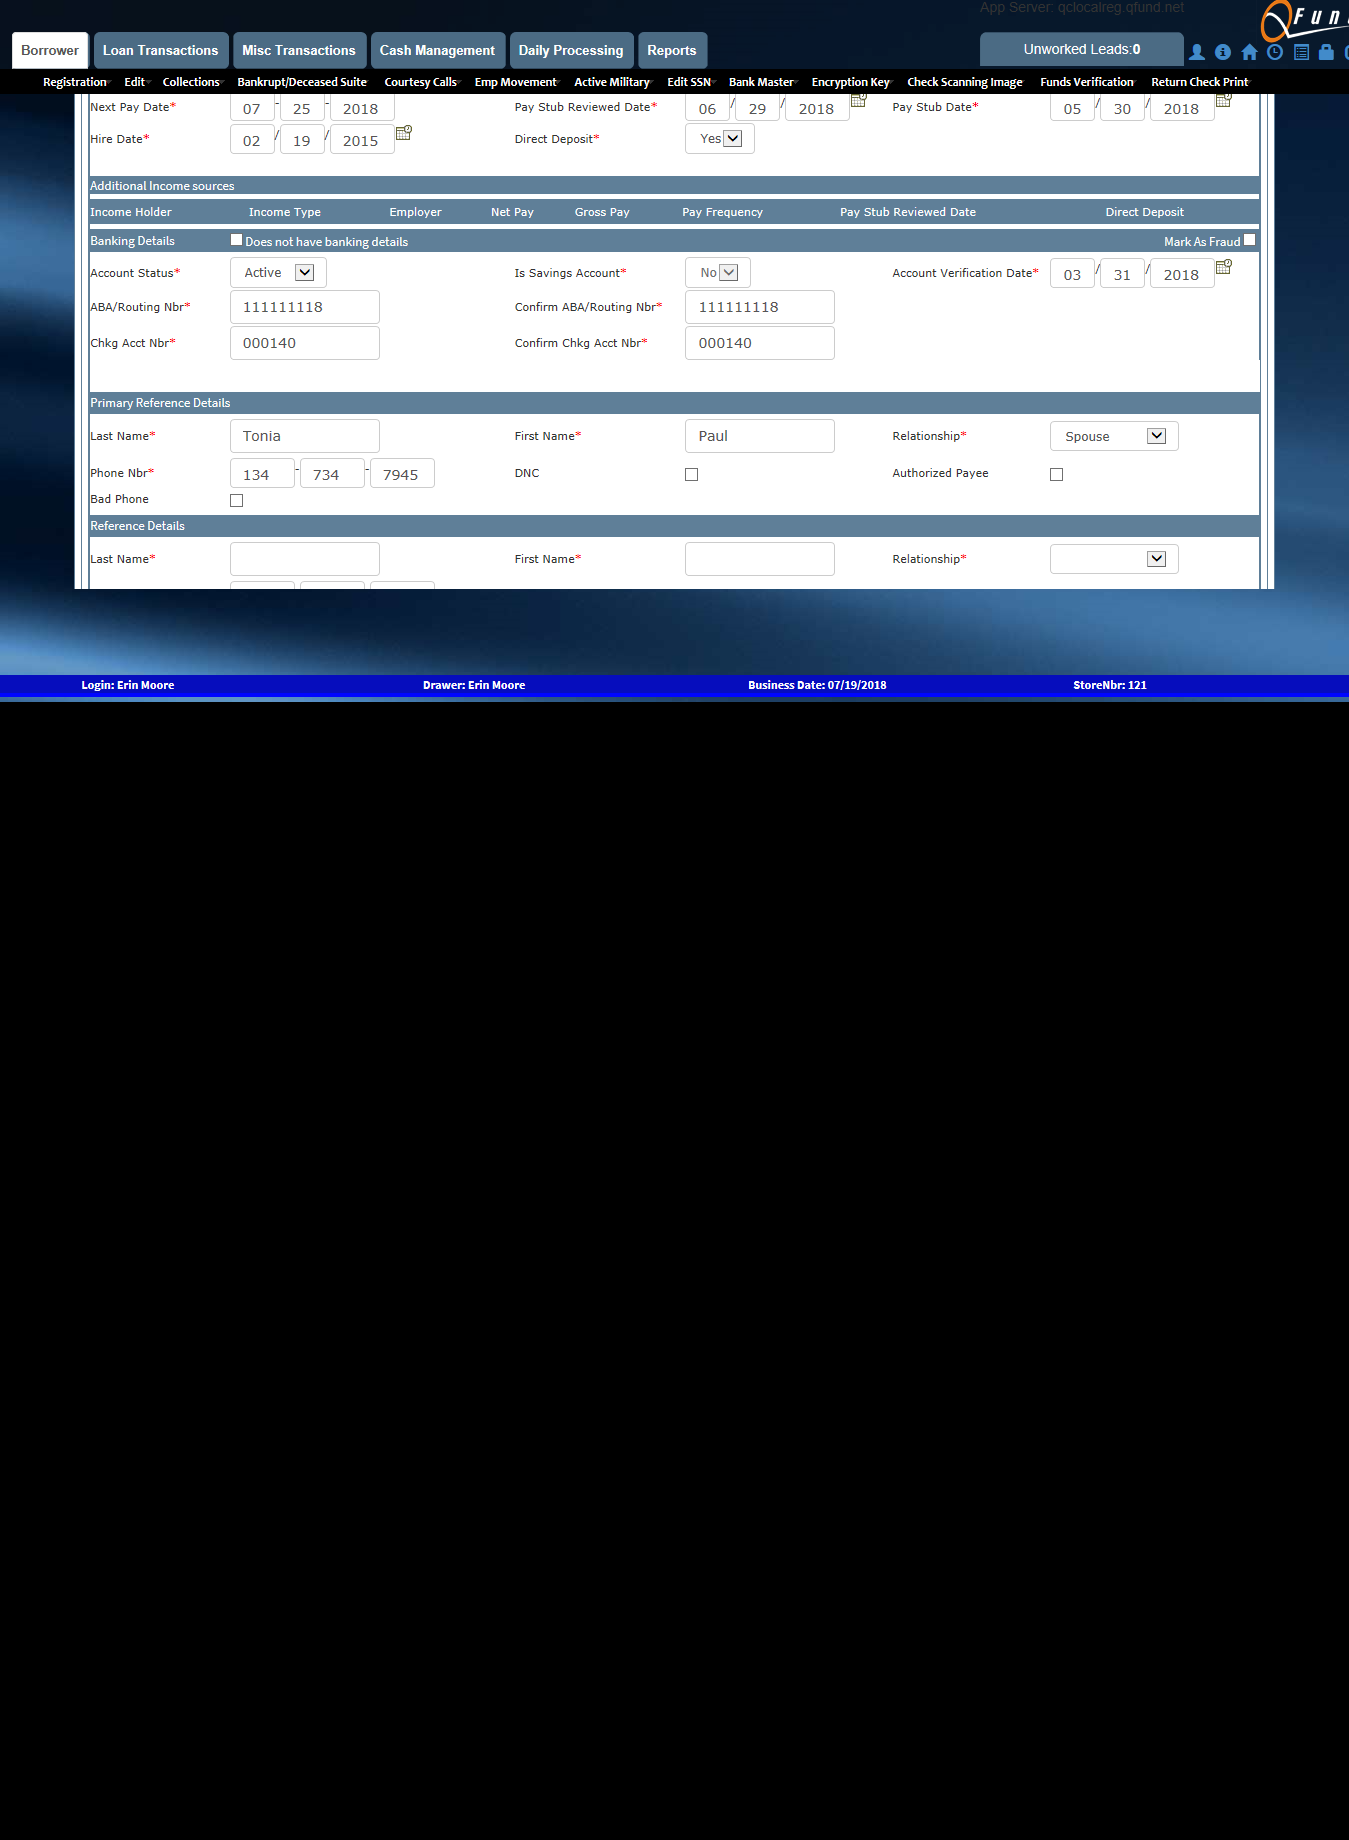 App Server: qclocalreg.qfund.net
Fun
Borrower Loan Transactions Misc Transactions Cash Management Daily Processing Reports Unworked Leads:0
Registration Edit Collections Bankrupt/Deceased Suite Courtesy Calls Emp Movement Active Military Edit SSN Bank Master Encryption Key Check Scanning Image Funds Verification Return Check Print
Next Pay Date* 07 - 25 - 2018 Pay Stub Reviewed Date* 06 / 29 / 2018 Pay Stub Date* 05 / 30 / 2018
Hire Date* 02 / 19 / 2015 Direct Deposit* Yes
Additional Income sources
Income Holder Income Type Employer Net Pay Gross Pay Pay Frequency Pay Stub Reviewed Date Direct Deposit
Banking Details Does not have banking details Mark As Fraud
Account Status* Active Is Savings Account* No Account Verification Date* 03 / 31 / 2018
ABA/Routing Nbr* 111111118 Confirm ABA/Routing Nbr* 111111118
Chkg Acct Nbr* 000140 Confirm Chkg Acct Nbr* 000140
Primary Reference Details
Last Name* Tonia First Name* Paul Relationship* Spouse
Phone Nbr* 134 - 734 - 7945 DNC Authorized Payee
Bad Phone
Reference Details
Last Name* First Name* Relationship*
Login: Erin Moore Drawer: Erin Moore Business Date: 07/19/2018 StoreNbr: 121